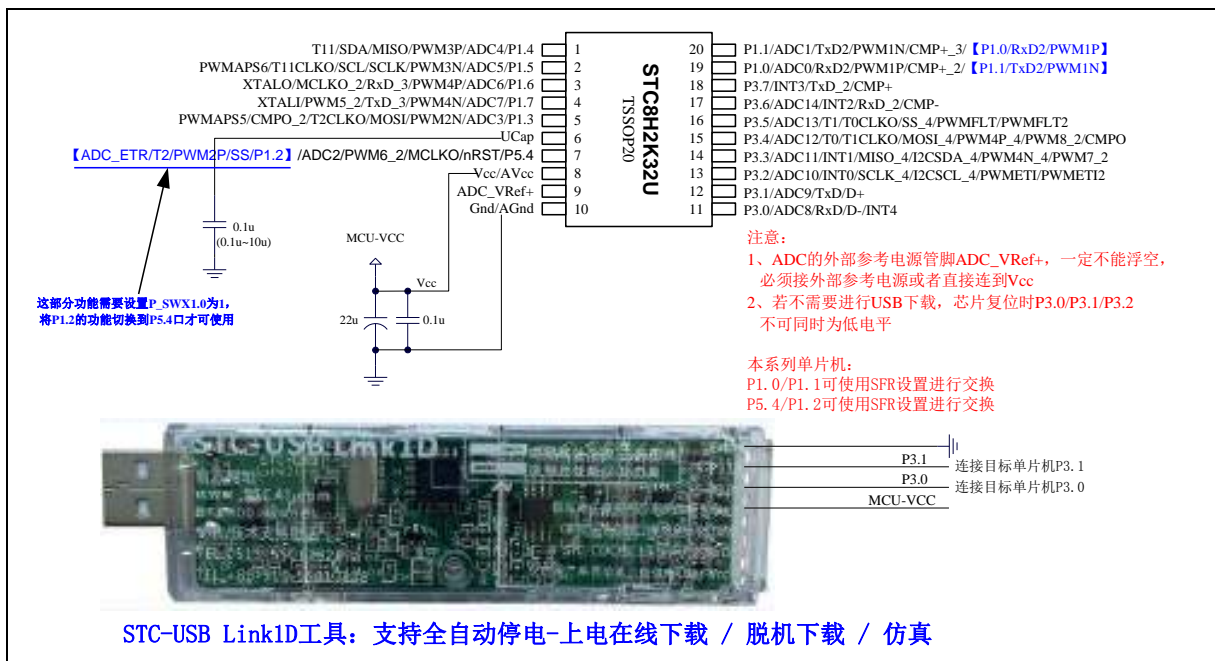 T11/SDA/MISO/PWM3P/ADC4/P1.4
PWMAPS6/T11CLKO/SCL/SCLK/PWM3N/ADC5/P1.5
XTALO/MCLKO_2/RxD_3/PWM4P/ADC6/P1.6
XTALI/PWM5_2/TxD_3/PWM4N/ADC7/P1.7
PWMAPS5/CMPO_2/T2CLKO/MOSI/PWM2N/ADC3/P1.3
UCap
【ADC_ETR/T2/PWM2P/SS/P1.2】/ADC2/PWM6_2/MCLKO/nRST/P5.4
Vcc/AVcc
ADC_VRef+
Gnd/AGnd
1
2
3
4
5
6
7
8
9
10
STC8H2K32U
TSSOP20
20
19
18
17
16
15
14
13
12
11
P1.1/ADC1/TxD2/PWM1N/CMP+_3/【P1.0/RxD2/PWM1P】
P1.0/ADC0/RxD2/PWM1P/CMP+_2/【P1.1/TxD2/PWM1N】
P3.7/INT3/TxD_2/CMP+
P3.6/ADC14/INT2/RxD_2/CMP-
P3.5/ADC13/T1/T0CLKO/SS_4/PWMFLT/PWMFLT2
P3.4/ADC12/T0/T1CLKO/MOSI_4/PWM4P_4/PWM8_2/CMPO
P3.3/ADC11/INT1/MISO_4/I2CSDA_4/PWM4N_4/PWM7_2
P3.2/ADC10/INT0/SCLK_4/I2CSCL_4/PWMETI/PWMETI2
P3.1/ADC9/TxD/D+
P3.0/ADC8/RxD/D-/INT4
0.1u
(0.1u~10u)
MCU-VCC
Vcc
22u
0.1u
这部分功能需要设置P_SWX1.0为1，
将P1.2的功能切换到P5.4口才可使用
注意：
1、ADC的外部参考电源管脚ADC_VRef+，一定不能浮空，
必须接外部参考电源或者直接连到Vcc
2、若不需要进行USB下载，芯片复位时P3.0/P3.1/P3.2
不可同时为低电平
本系列单片机：
P1.0/P1.1可使用SFR设置进行交换
P5.4/P1.2可使用SFR设置进行交换
STC-USB Link1D
P3.1
连接目标单片机P3.1
P3.0
连接目标单片机P3.0
MCU-VCC
STC-USB Link1D工具：支持全自动停电-上电在线下载 / 脱机下载 / 仿真